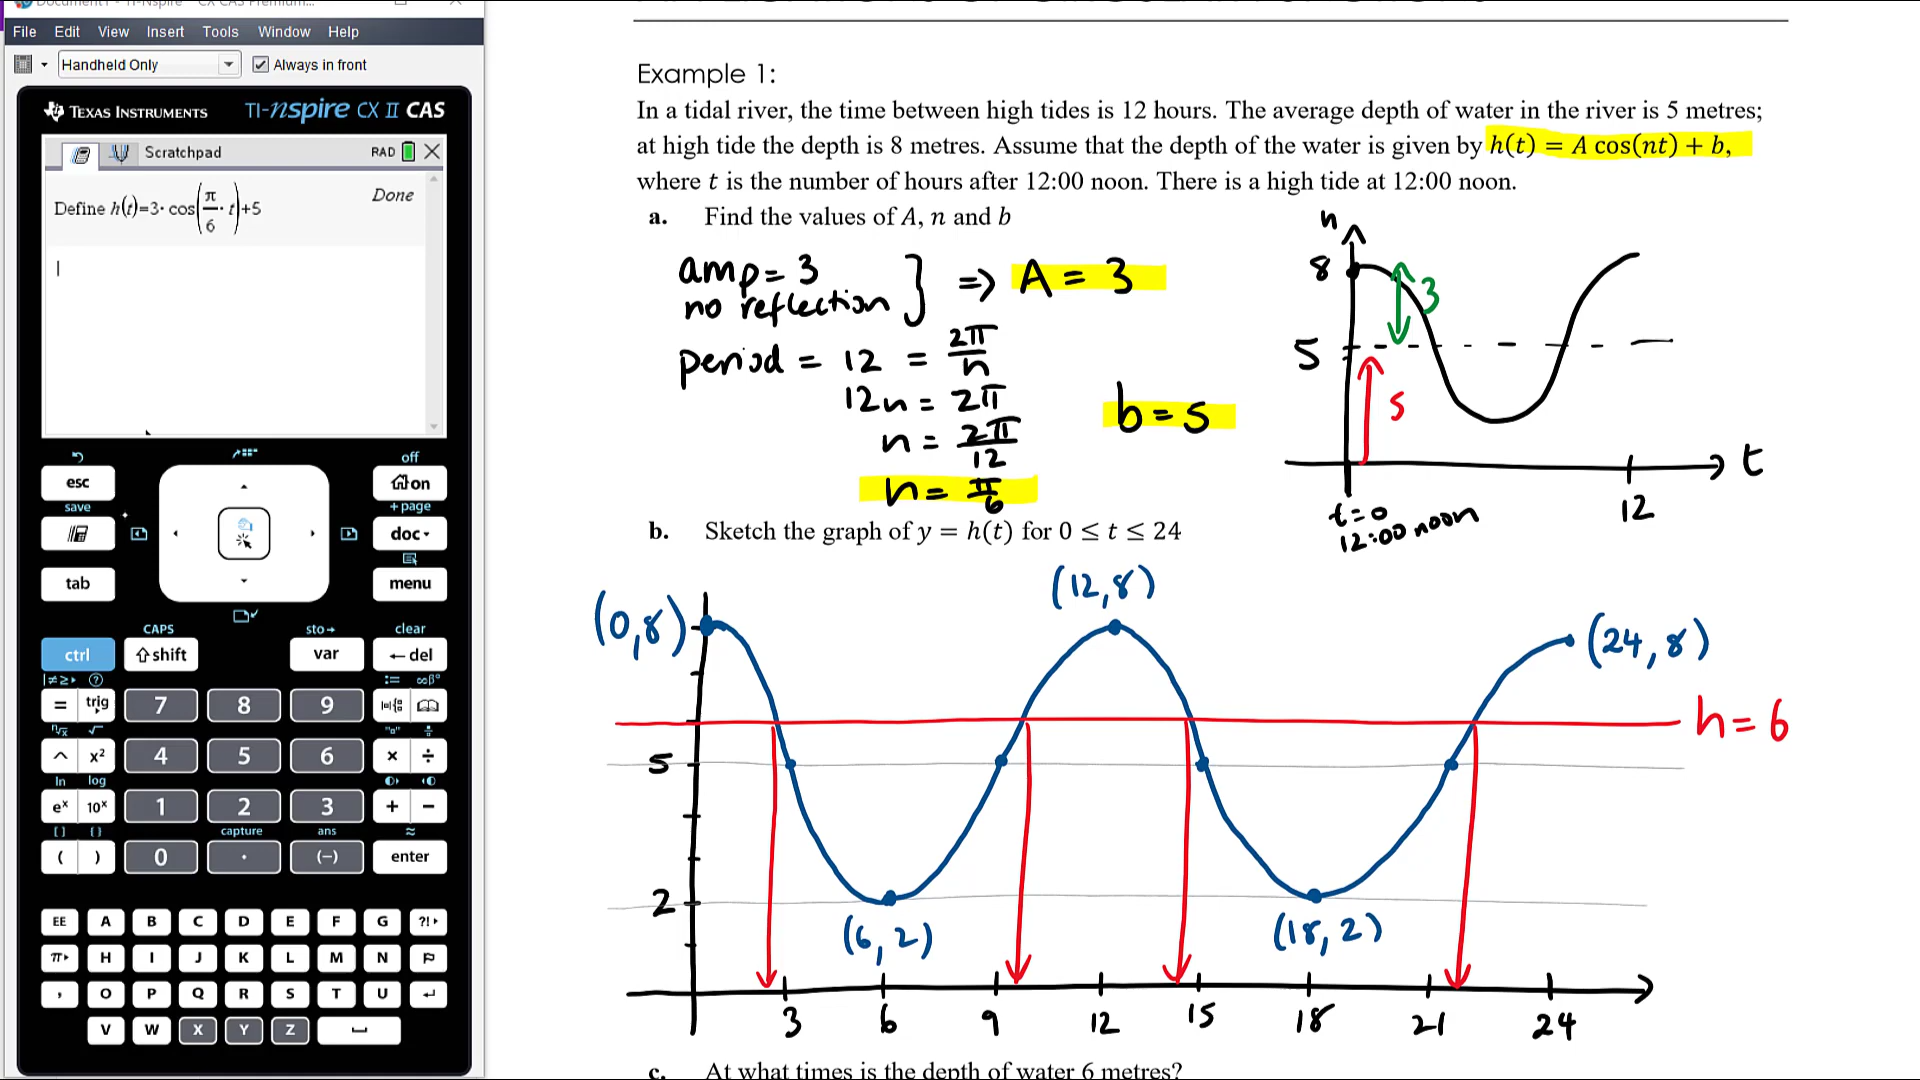 File Edit View Insert Tools Window Help
Handheld Only Always in front
TEXAS INSTRUMENTS TI-nspire CX II CAS
Scratchpad RAD
Define h(t)=3·cos(π/6·t)+5 Done
off
esc on
save + page
doc
tab menu
CAPS sto→ clear
ctrl shift var ←del
= trig 7 8 9
^ x² 4 5 6 × ÷
ln log
eˣ 10ˣ 1 2 3 + −
[] {} capture ans ≈
( ) 0 . (−) enter
EE A B C D E F G ?!
π H I J K L M N
, O P Q R S T U
V W X Y Z
Example 1:
In a tidal river, the time between high tides is 12 hours. The average depth of water in the river is 5 metres;
at high tide the depth is 8 metres. Assume that the depth of the water is given by h(t) = A cos(nt) + b,
where t is the number of hours after 12:00 noon. There is a high tide at 12:00 noon.
a. Find the values of A, n and b
amp = 3
no reflection } ⇒ A = 3
period = 12 = 2π/n
12n = 2π
n = 2π/12
n = π/6
b = 5
h
8
3
5
5
t
t=0
12:00 noon
12
b. Sketch the graph of y = h(t) for 0 ≤ t ≤ 24
(0,8)
(12,8)
(24,8)
h=6
5
2
(6,2)
(18,2)
3 6 9 12 15 18 21 24
c. At what times is the depth of water 6 metres?